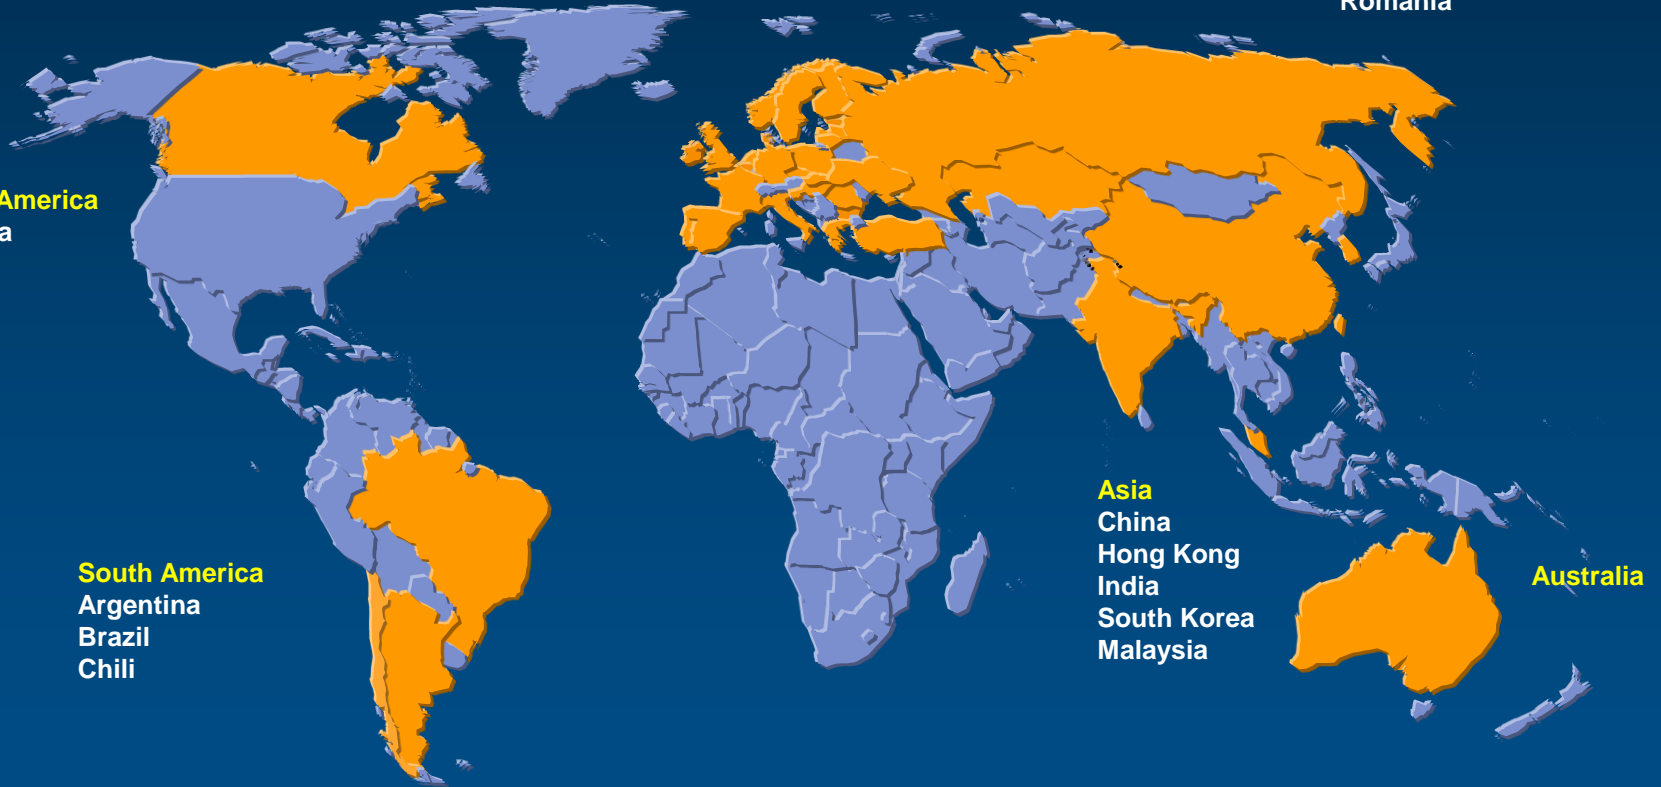 Romania
America
a
South America
Argentina
Brazil
Chili
Asia
China
Hong Kong
India
South Korea
Malaysia
Australia